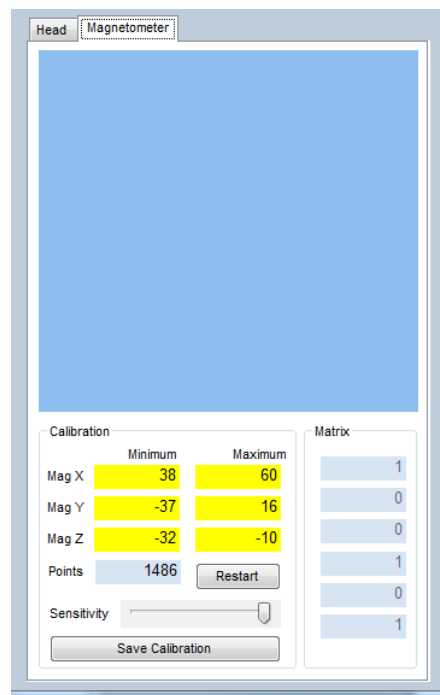 Head Magnetometer
Calibration Matrix
Minimum Maximum
Mag X 38 60 1
Mag Y -37 16 0
Mag Z -32 -10 0
Points 1486 Restart 1
Sensitivity 0
Save Calibration 1